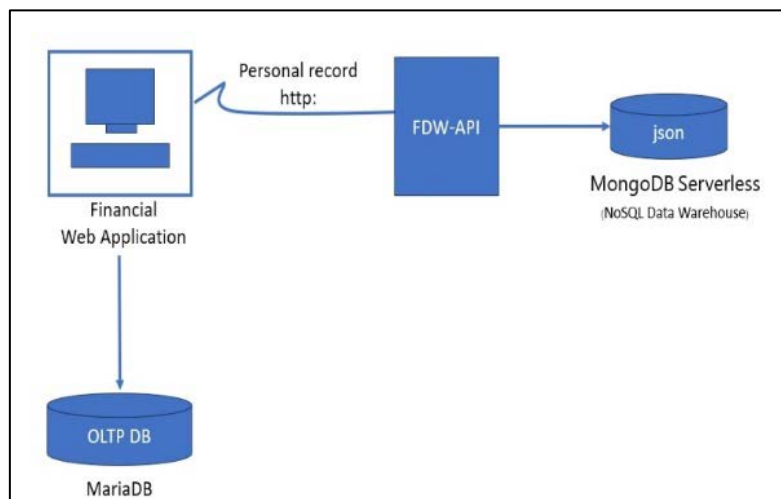 Personal record
http:
FDW-API
json
MongoDB Serverless
(NoSQL Data Warehouse)
Financial
Web Application
OLTP DB
MariaDB